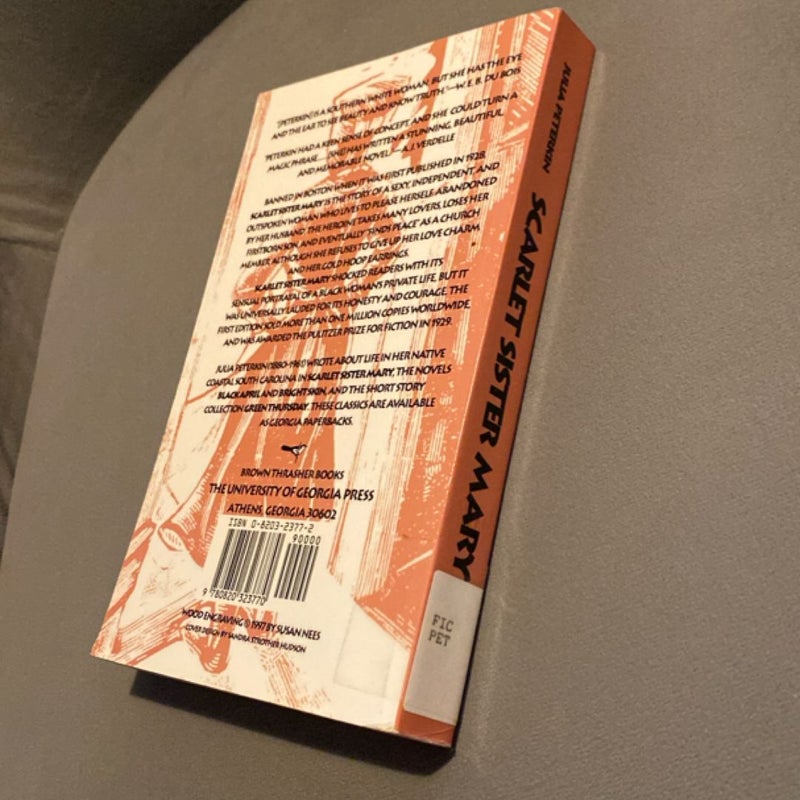 "[PETERKIN] IS A SOUTHERN WHITE WOMAN, BUT SHE HAS THE EYE
AND THE EAR TO SEE BEAUTY AND KNOW TRUTH."—W. E. B. DU BOIS
"PETERKIN HAD A KEEN SENSE OF CONCEPT, AND SHE COULD TURN A
MAGIC PHRASE.... [SHE] HAS WRITTEN A STUNNING, BEAUTIFUL,
AND MEMORABLE NOVEL."—A. J. VERDELLE
BANNED IN BOSTON WHEN IT WAS FIRST PUBLISHED IN 1928,
SCARLET SISTER MARY IS THE STORY OF A SEXY, INDEPENDENT, AND
OUTSPOKEN WOMAN WHO LIVES TO PLEASE HERSELF. ABANDONED
BY HER HUSBAND, THE HEROINE TAKES MANY LOVERS, LOSES HER
FIRSTBORN SON, AND EVENTUALLY "FINDS PEACE" AS A CHURCH
MEMBER, ALTHOUGH SHE REFUSES TO GIVE UP HER LOVE CHARM
AND HER GOLD HOOP EARRINGS.
SCARLET SISTER MARY SHOCKED READERS WITH ITS
SENSUAL PORTRAYAL OF A BLACK WOMAN'S PRIVATE LIFE, BUT IT
WAS UNIVERSALLY LAUDED FOR ITS HONESTY AND COURAGE. THE
FIRST EDITION SOLD MORE THAN ONE MILLION COPIES WORLDWIDE,
AND WAS AWARDED THE PULITZER PRIZE FOR FICTION IN 1929.
JULIA PETERKIN (1880-1961) WROTE ABOUT LIFE IN HER NATIVE
COASTAL SOUTH CAROLINA IN SCARLET SISTER MARY, THE NOVELS
BLACK APRIL AND BRIGHT SKIN, AND THE SHORT STORY
COLLECTION GREEN THURSDAY. THESE CLASSICS ARE AVAILABLE
AS GEORGIA PAPERBACKS.
BROWN THRASHER BOOKS
THE UNIVERSITY OF GEORGIA PRESS
ATHENS, GEORGIA 30602
ISBN 0-8203-2377-2
90000
9 780820 323770
WOOD ENGRAVING © 1997 BY SUSAN NEES
COVER DESIGN BY SANDRA STROTHER HUDSON
JULIA PETERKIN
SCARLET SISTER MARY
FIC
PET